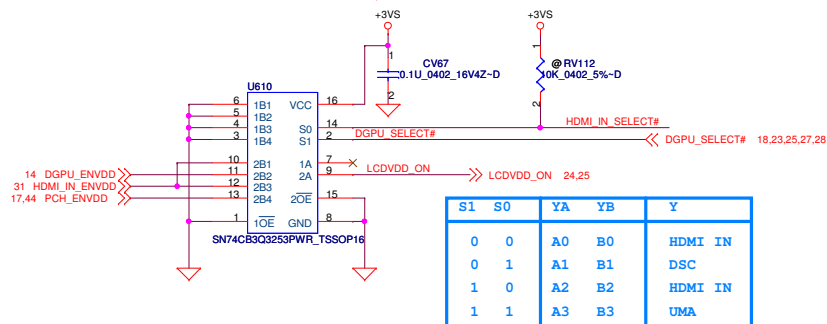 +3VS +3VS
1 1
CV67 @ RV112
0.1U_0402_16V4Z~D 10K_0402_5%~D
2 2
U610
6 1B1 VCC 16
5 1B2
4 1B3 S0 14 HDMI_IN_SELECT#
3 1B4 S1 2 DGPU_SELECT# DGPU_SELECT# 18,23,25,27,28
10 2B1 1A 7
14 DGPU_ENVDD 11 2B2 2A 9 LCDVDD_ON LCDVDD_ON 24,25
31 HDMI_IN_ENVDD 12 2B3
17,44 PCH_ENVDD 13 2B4 2OE 15
1 1OE GND 8
SN74CB3Q3253PWR_TSSOP16
S1 S0 YA YB Y
0 0 A0 B0 HDMI IN
0 1 A1 B1 DSC
1 0 A2 B2 HDMI IN
1 1 A3 B3 UMA